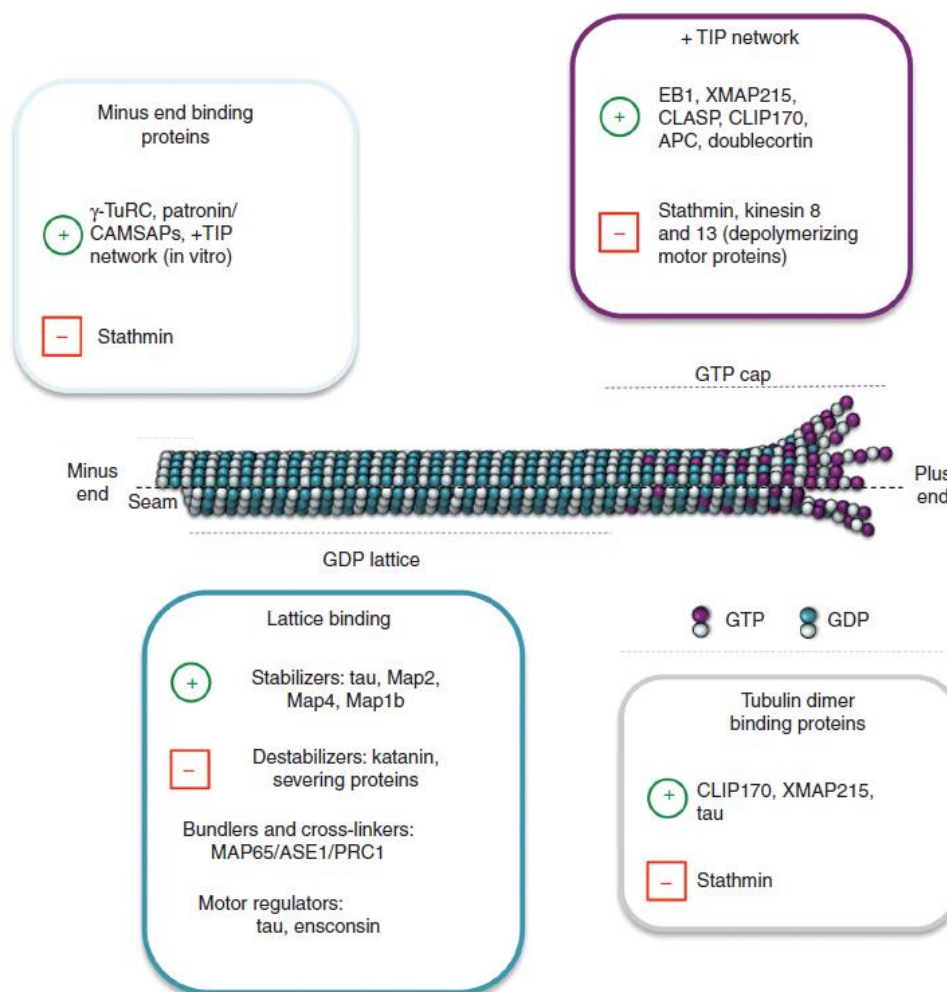 + TIP network
+
EB1, XMAP215,
CLASP, CLIP170,
APC, doublecortin
−
Stathmin, kinesin 8
and 13 (depolymerizing
motor proteins)
Minus end binding
proteins
+
γ-TuRC, patronin/
CAMSAPs, +TIP
network (in vitro)
−
Stathmin
GTP cap
Minus
end
Seam
Plus
end
GDP lattice
GTP
GDP
Lattice binding
+
Stabilizers: tau, Map2,
Map4, Map1b
−
Destabilizers: katanin,
severing proteins
Bundlers and cross-linkers:
MAP65/ASE1/PRC1
Motor regulators:
tau, ensconsin
Tubulin dimer
binding proteins
+
CLIP170, XMAP215,
tau
−
Stathmin